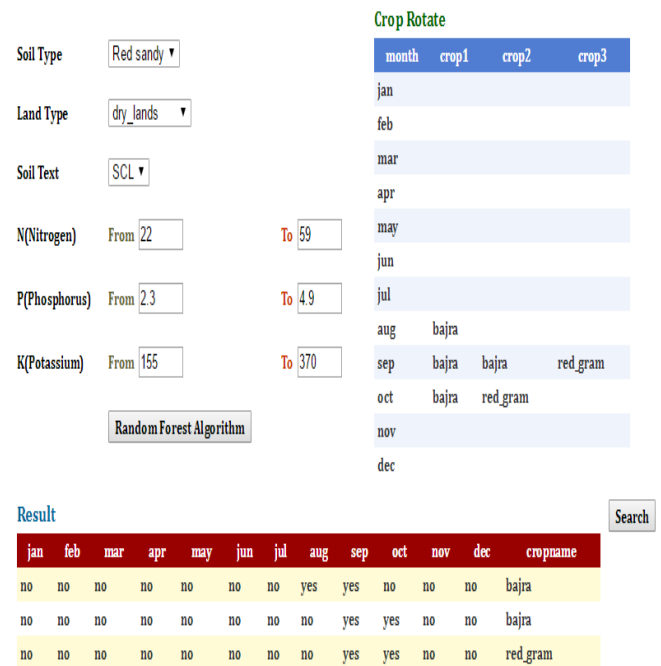 Crop Rotate
Soil Type Red sandy
Land Type dry_lands
Soil Text SCL
N(Nitrogen) From 22 To 59
P(Phosphorus) From 2.3 To 4.9
K(Potassium) From 155 To 370
Random Forest Algorithm
month crop1 crop2 crop3
jan
feb
mar
apr
may
jun
jul
aug bajra
sep bajra bajra red_gram
oct bajra red_gram
nov
dec
Result
Search
jan feb mar apr may jun jul aug sep oct nov dec cropname
no no no no no no no yes yes no no no bajra
no no no no no no no no yes yes no no bajra
no no no no no no no no yes yes no no red_gram